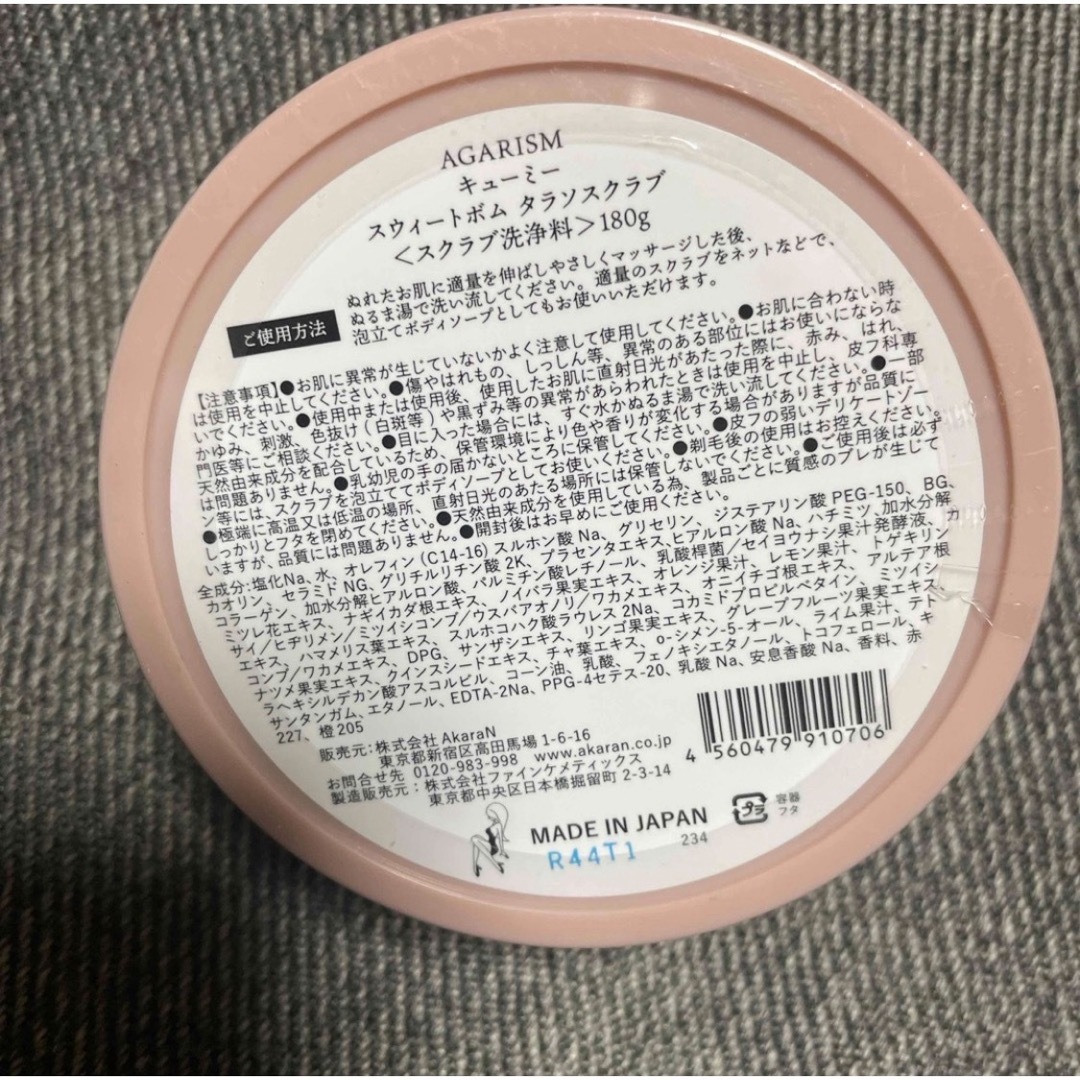 AGARISM
キューミー
スウィートボム タラソスクラブ
＜スクラブ洗浄料＞180g
ご使用方法
ぬれたお肌に適量を伸ばしやさしくマッサージした後、
ぬるま湯で洗い流してください。適量のスクラブをネットなどで、
泡立てボディソープとしてもお使いいただけます。
【注意事項】●お肌に異常が生じていないかよく注意して使用してください。●お肌に合わない時
は使用を中止してください。●傷やはれもの、しっしん等、異常のある部位にはお使いにならな
いでください。●使用中または使用後、使用したお肌に直射日光があたった際に、赤み、はれ、
かゆみ、刺激、色抜け(白斑等)や黒ずみ等の異常があらわれたときは使用を中止し、皮フ科専
門医等にご相談ください。●目に入った場合には、すぐ水かぬるま湯で洗い流してください。●一部
天然由来成分を配合しているため、保管環境により色や香りが変化する場合がありますが品質に
は問題ありません。●乳幼児の手の届かないところに保管してください。●皮フの弱いデリケートゾー
ン等には、スクラブを泡立ててボディソープとしてお使いください。●剃毛後の使用はお控えください。
●極端に高温又は低温の場所、直射日光のあたる場所には保管しないでください。●ご使用後は必ず
しっかりとフタを閉めてください。●天然由来成分を使用している為、製品ごとに質感のブレが生じて
いますが、品質には問題ありません。●開封後はお早めにご使用ください。
全成分:塩化Na、水、オレフィン(C14-16)スルホン酸Na、グリセリン、ジステアリン酸PEG-150、BG、
カオリン、セラミドNG、グリチルリチン酸2K、プラセンタエキス、ヒアルロン酸Na、ハチミツ、加水分解
コラーゲン、加水分解ヒアルロン酸、パルミチン酸レチノール、乳酸桿菌/セイヨウナシ果汁発酵液、カ
ミツレ花エキス、ナギイカダ根エキス、ノイバラ果実エキス、オレンジ果汁、レモン果汁、トゲキリン
サイ/ヒヂリメン/ミツイシコンブ/ウスバアオノリ/ワカメエキス、オニイチゴ根エキス、アルテア根
エキス、ハマメリス葉エキス、スルホコハク酸ラウレス2Na、コカミドプロピルベタイン、ミツイシ
コンブ/ワカメエキス、DPG、サンザシエキス、リンゴ果実エキス、グレープフルーツ果実エキス、
ナツメ果実エキス、クインスシードエキス、チャ葉エキス、o-シメン-5-オール、ライム果汁、テト
ラヘキシルデカン酸アスコルビル、コーン油、乳酸、フェノキシエタノール、トコフェロール、キ
サンタンガム、エタノール、EDTA-2Na、PPG-4セテス-20、乳酸Na、安息香酸Na、香料、赤
227、橙205
販売元:株式会社AkaraN
東京都新宿区高田馬場1-6-16
お問合せ先 0120-983-998 www.akaran.co.jp
製造販売元:株式会社ファインケメティックス
東京都中央区日本橋堀留町2-3-14
4 560479 910706
MADE IN JAPAN
プラ
容器
フタ
R44T1
234